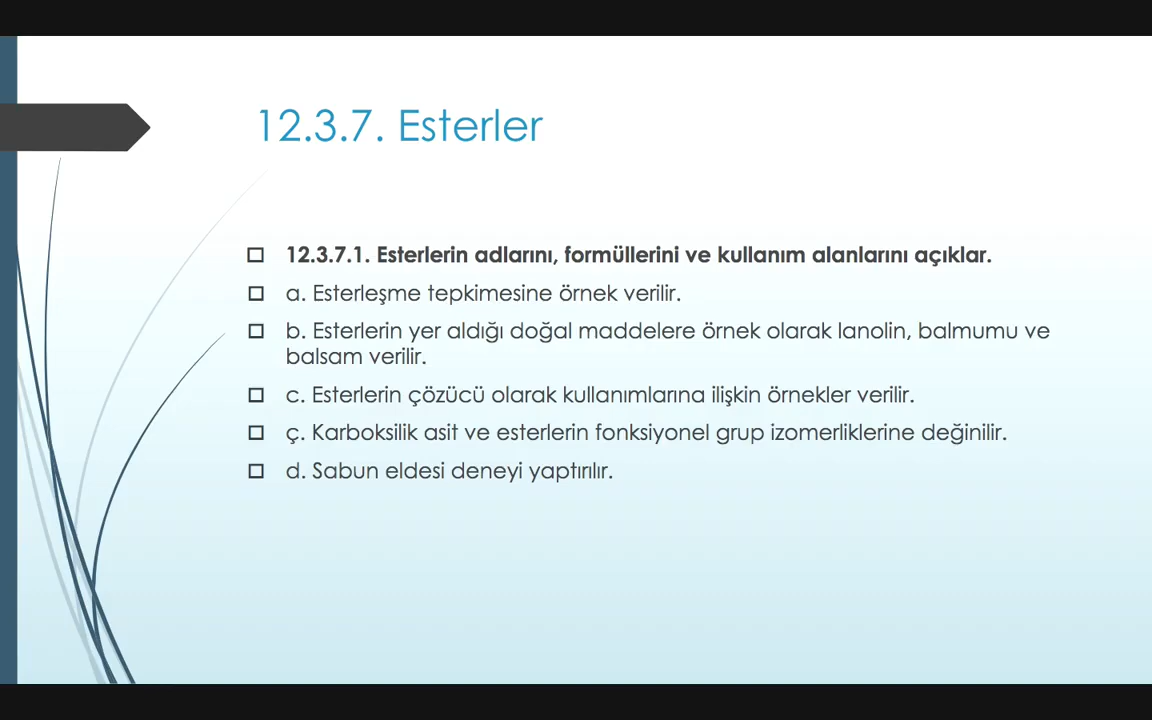 12.3.7. Esterler
12.3.7.1. Esterlerin adlarını, formüllerini ve kullanım alanlarını açıklar.
a. Esterleşme tepkimesine örnek verilir.
b. Esterlerin yer aldığı doğal maddelere örnek olarak lanolin, balmumu ve
balsam verilir.
c. Esterlerin çözücü olarak kullanımlarına ilişkin örnekler verilir.
ç. Karboksilik asit ve esterlerin fonksiyonel grup izomerliklerine değinilir.
d. Sabun eldesi deneyi yaptırılır.